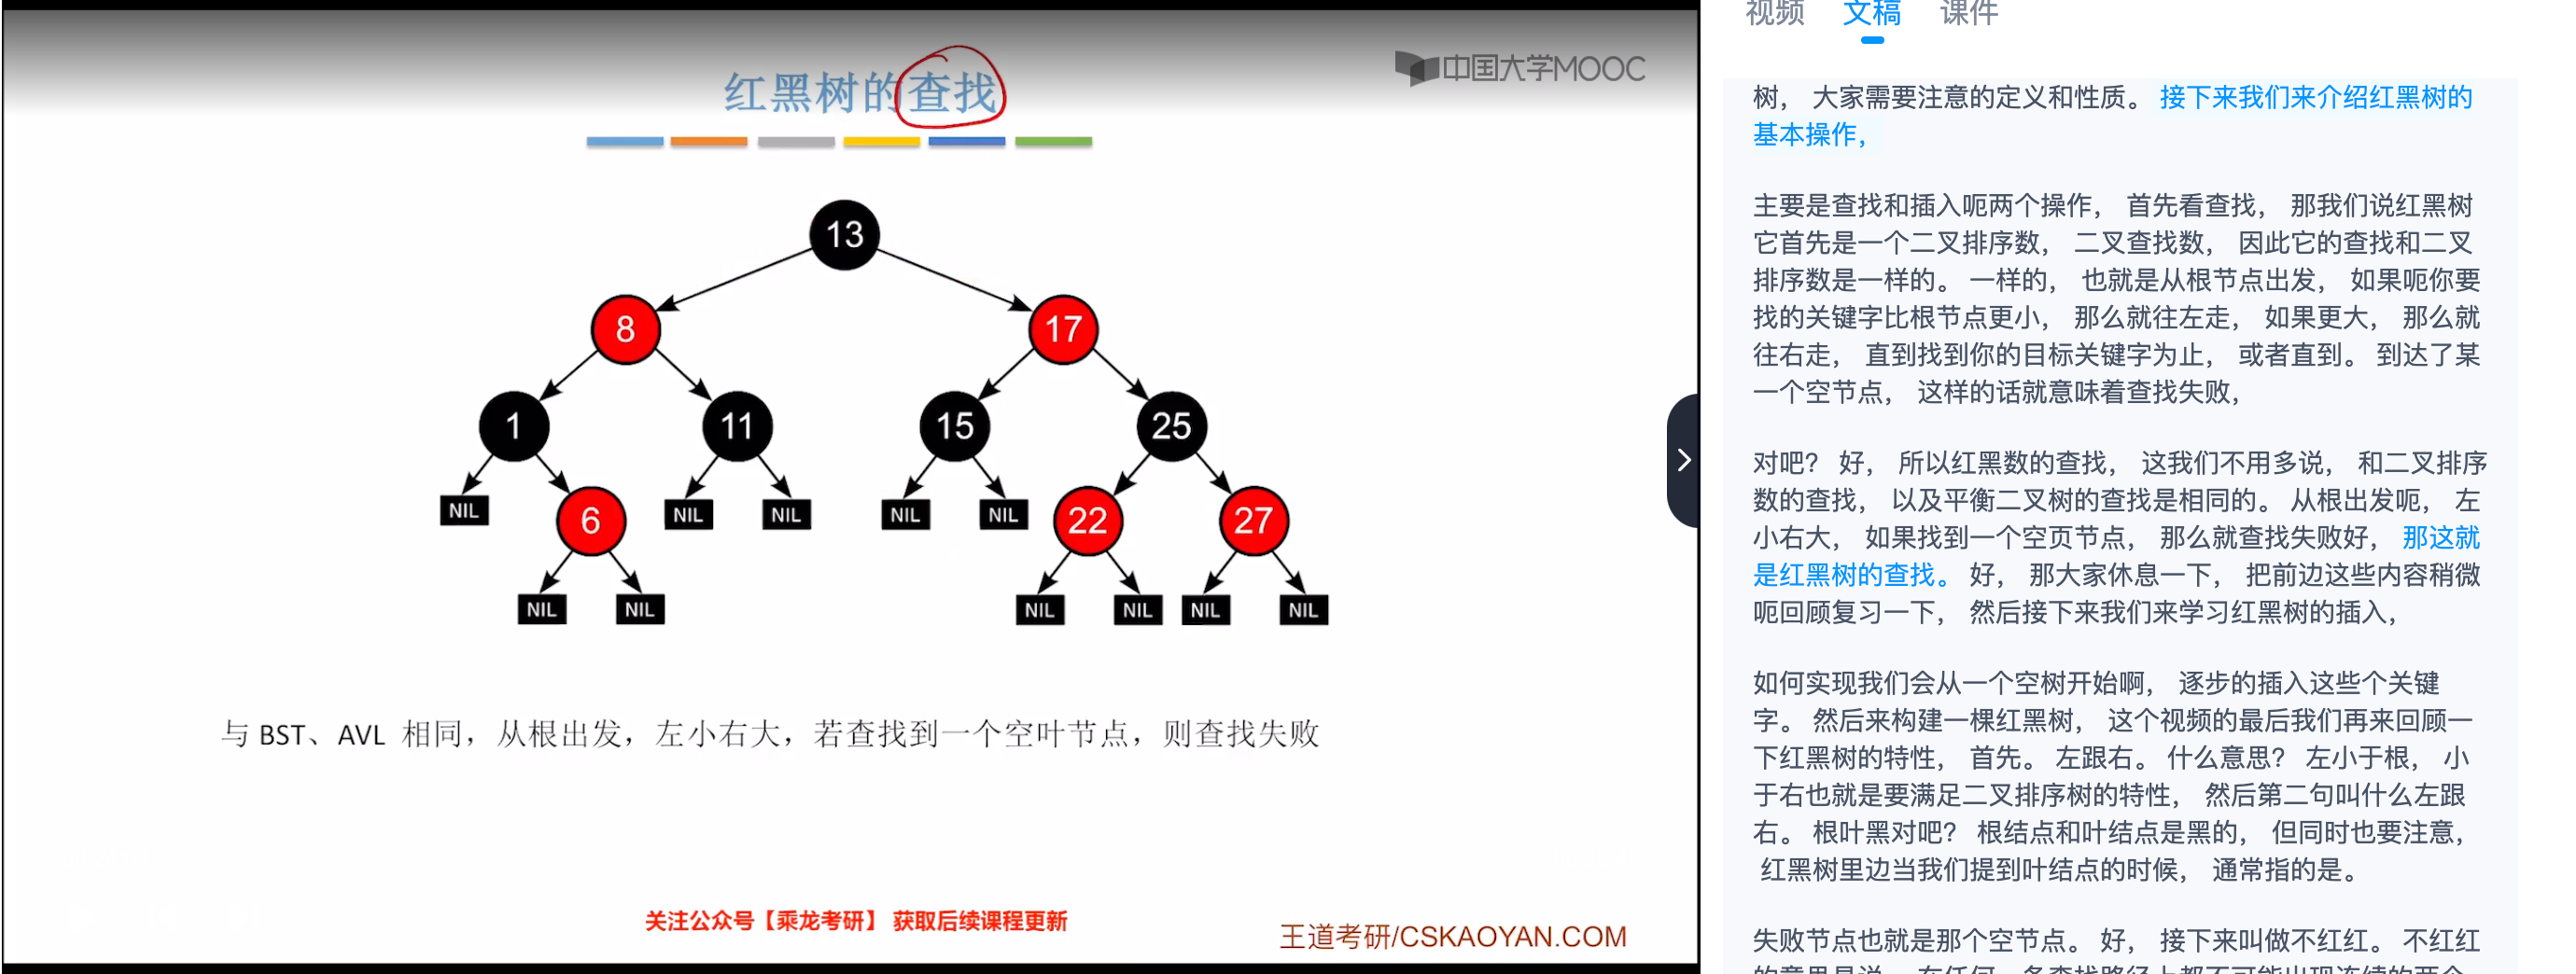 红黑树的查找
中国大学MOOC
13
8
17
1
11
15
25
NIL
6
NIL
NIL
NIL
NIL
22
27
NIL
NIL
NIL
NIL
NIL
NIL
与 BST、AVL 相同，从根出发，左小右大，若查找到一个空叶节点，则查找失败
关注公众号【乘龙考研】 获取后续课程更新
王道考研/CSKAOYAN.COM
视频 文稿 课件
树， 大家需要注意的定义和性质。 接下来我们来介绍红黑树的
基本操作，
主要是查找和插入呃两个操作， 首先看查找， 那我们说红黑树
它首先是一个二叉排序数， 二叉查找数， 因此它的查找和二叉
排序数是一样的。 一样的， 也就是从根节点出发， 如果呃你要
找的关键字比根节点更小， 那么就往左走， 如果更大， 那么就
往右走， 直到找到你的目标关键字为止， 或者直到。 到达了某
一个空节点， 这样的话就意味着查找失败，
对吧？ 好， 所以红黑数的查找， 这我们不用多说， 和二叉排序
数的查找， 以及平衡二叉树的查找是相同的。 从根出发呃， 左
小右大， 如果找到一个空页节点， 那么就查找失败好， 那这就
是红黑树的查找。 好， 那大家休息一下， 把前边这些内容稍微
呃回顾复习一下， 然后接下来我们来学习红黑树的插入，
如何实现我们会从一个空树开始啊， 逐步的插入这些个关键
字。 然后来构建一棵红黑树， 这个视频的最后我们再来回顾一
下红黑树的特性， 首先。 左跟右。 什么意思？ 左小于根， 小
于右也就是要满足二叉排序树的特性， 然后第二句叫什么左跟
右。 根叶黑对吧？ 根结点和叶结点是黑的， 但同时也要注意，
红黑树里边当我们提到叶结点的时候， 通常指的是。
失败节点也就是那个空节点。 好， 接下来叫做不红红。 不红红